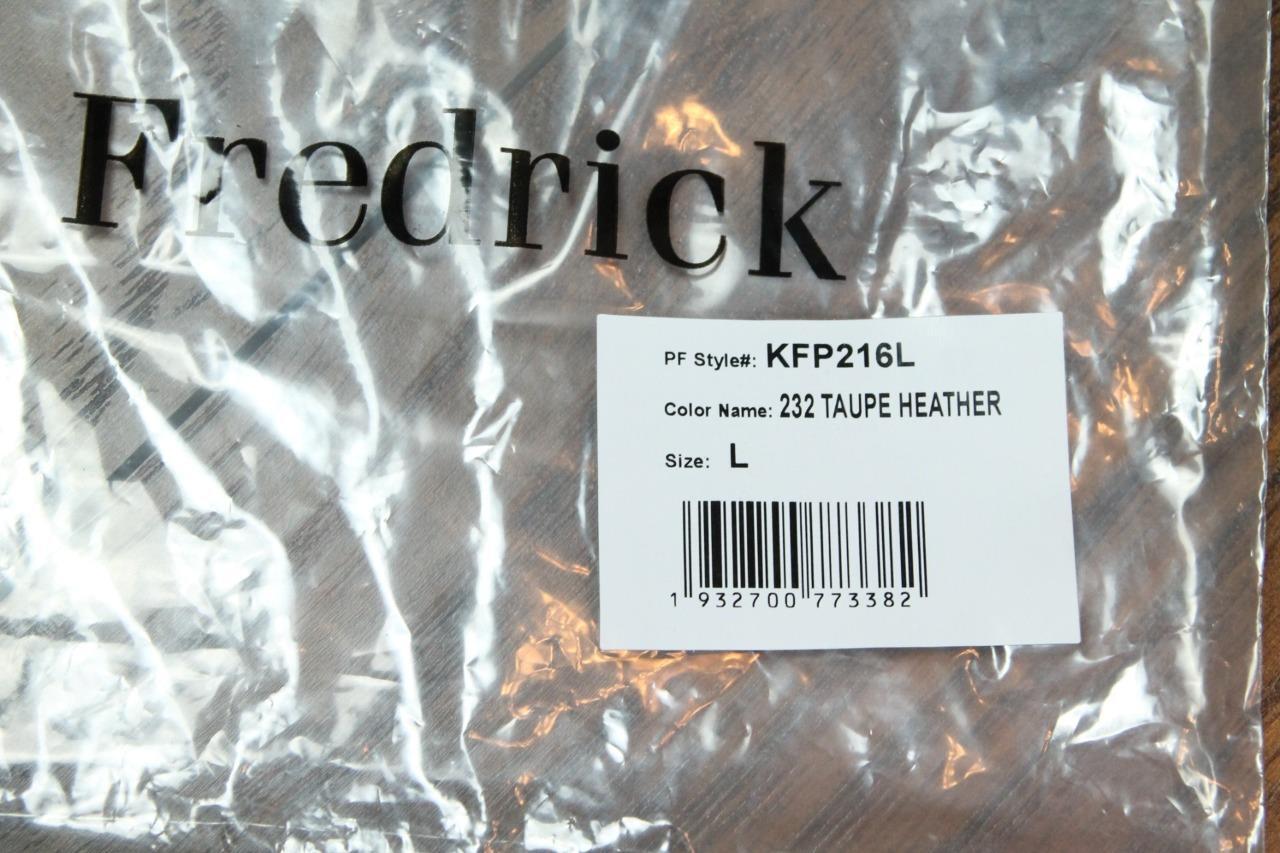 Fredrick
PF Style#: KFP216L
Color Name: 232 TAUPE HEATHER
Size: L
1 932700 773382